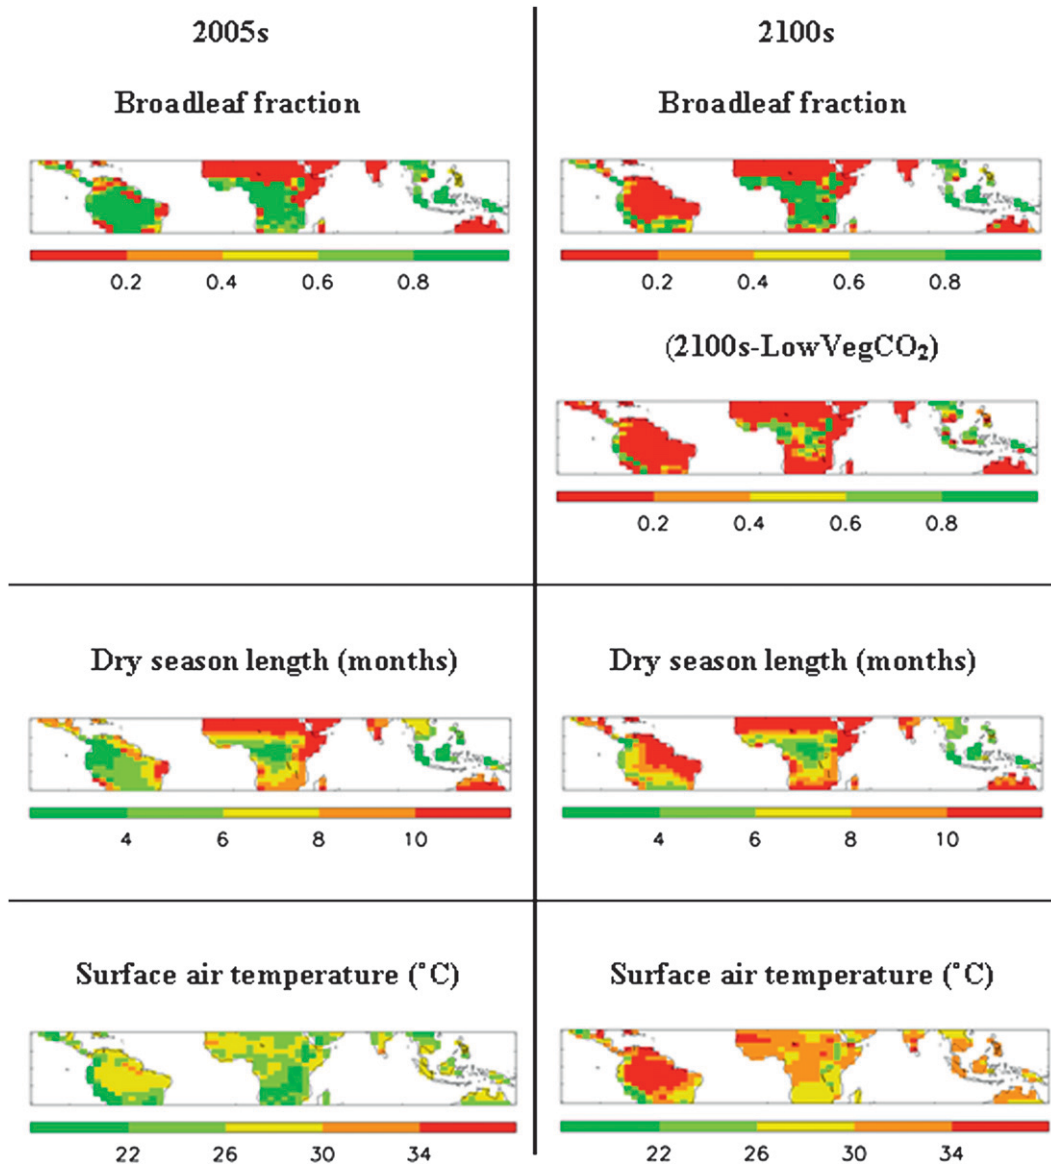 2005s
2100s
Broadleaf fraction
Broadleaf fraction
0.2 0.4 0.6 0.8
0.2 0.4 0.6 0.8
(2100s-LowVegCO₂)
0.2 0.4 0.6 0.8
Dry season length (months)
Dry season length (months)
4 6 8 10
4 6 8 10
Surface air temperature (°C)
Surface air temperature (°C)
22 26 30 34
22 26 30 34